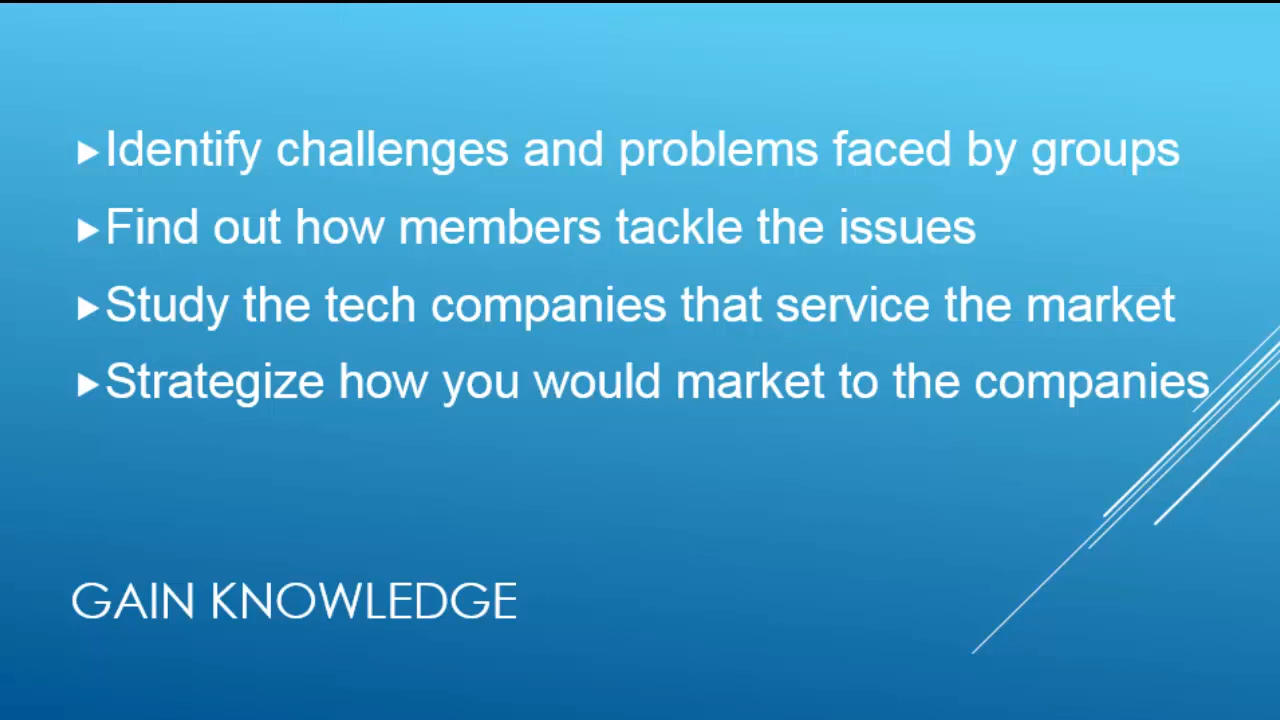 Identify challenges and problems faced by groups
Find out how members tackle the issues
Study the tech companies that service the market
Strategize how you would market to the companies
GAIN KNOWLEDGE